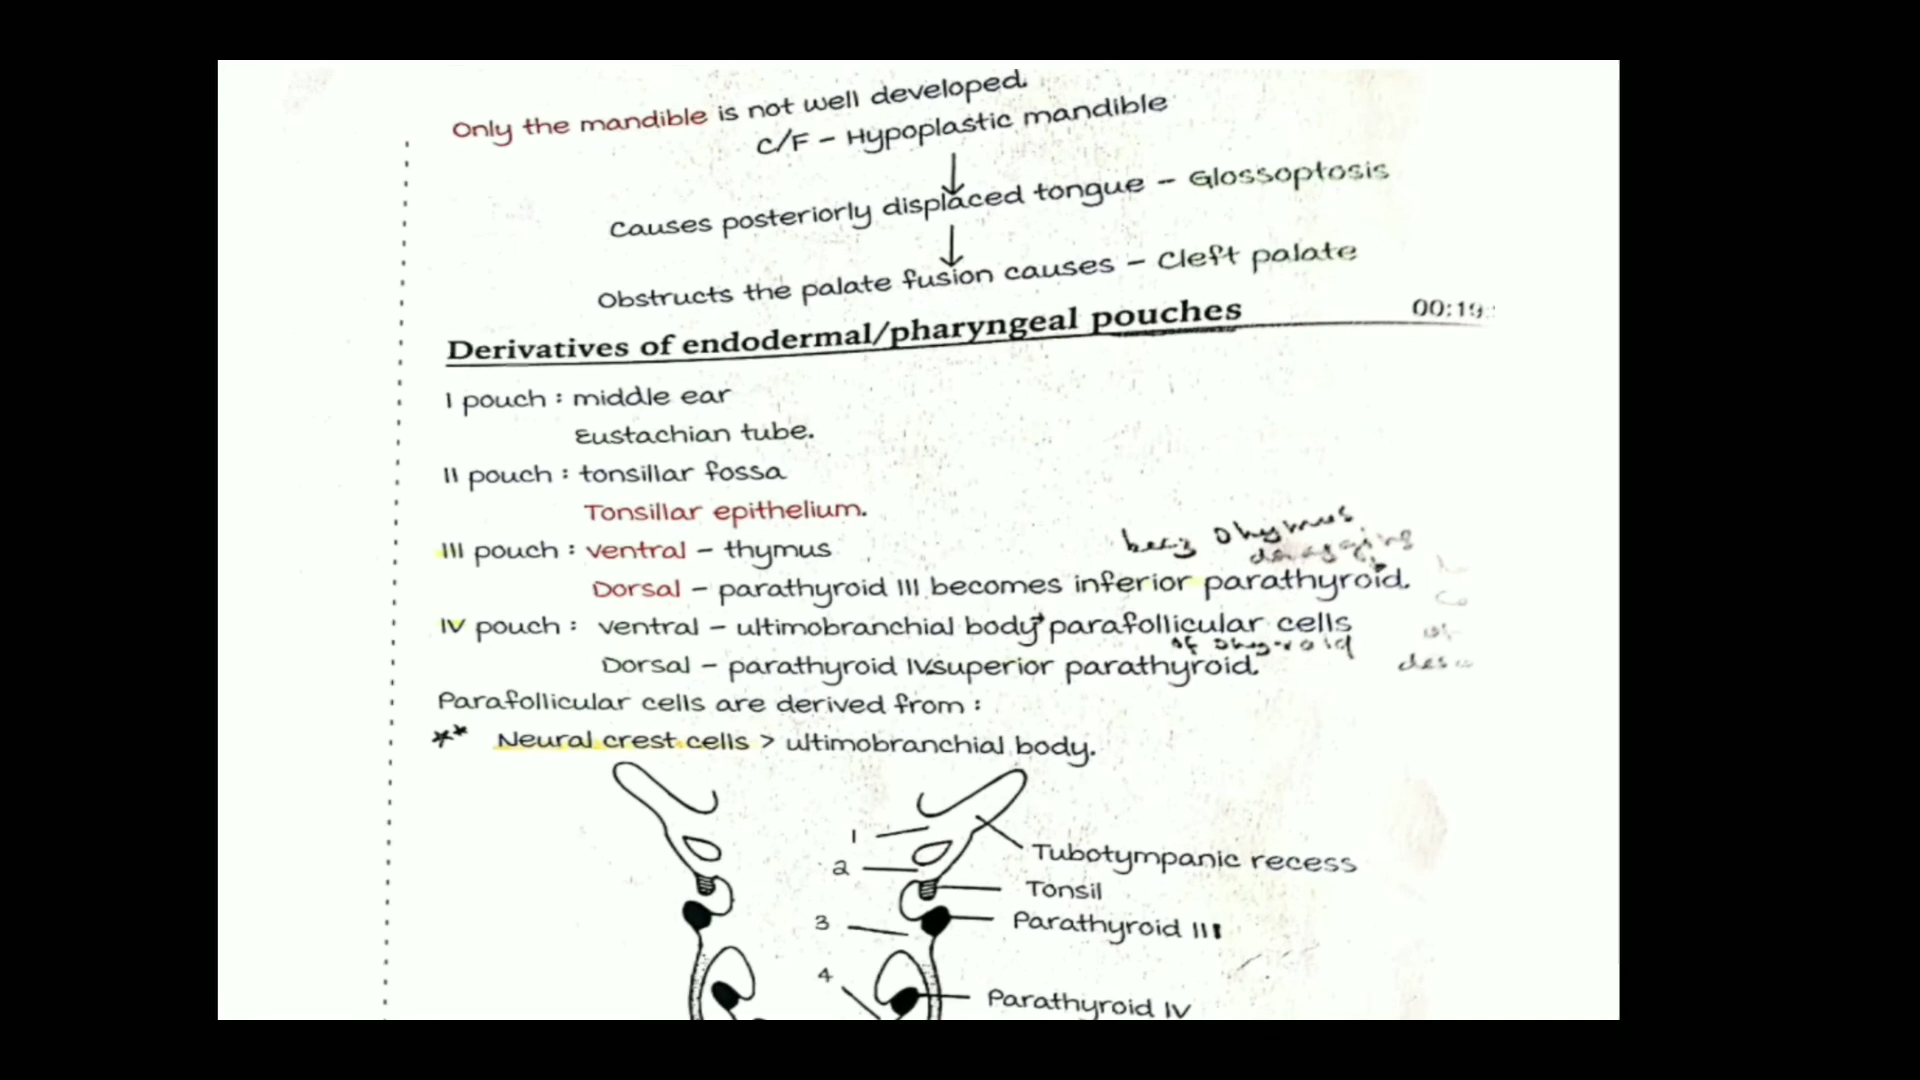 Only the mandible is not well developed.
C/F - Hypoplastic mandible
Causes posteriorly displaced tongue - Glossoptosis
Obstructs the palate fusion causes - Cleft palate
Derivatives of endodermal/pharyngeal pouches 00:19:
I pouch : middle ear
Eustachian tube.
II pouch : tonsillar fossa
Tonsillar epithelium.
III pouch : ventral - thymus
Dorsal - parathyroid III becomes inferior parathyroid.
IV pouch : ventral - ultimobranchial body parafollicular cells
of thyroid
Dorsal - parathyroid IV superior parathyroid.
Parafollicular cells are derived from :
** Neural crest cells > ultimobranchial body.
1
Tubotympanic recess
2
Tonsil
3
Parathyroid III
4
Parathyroid IV